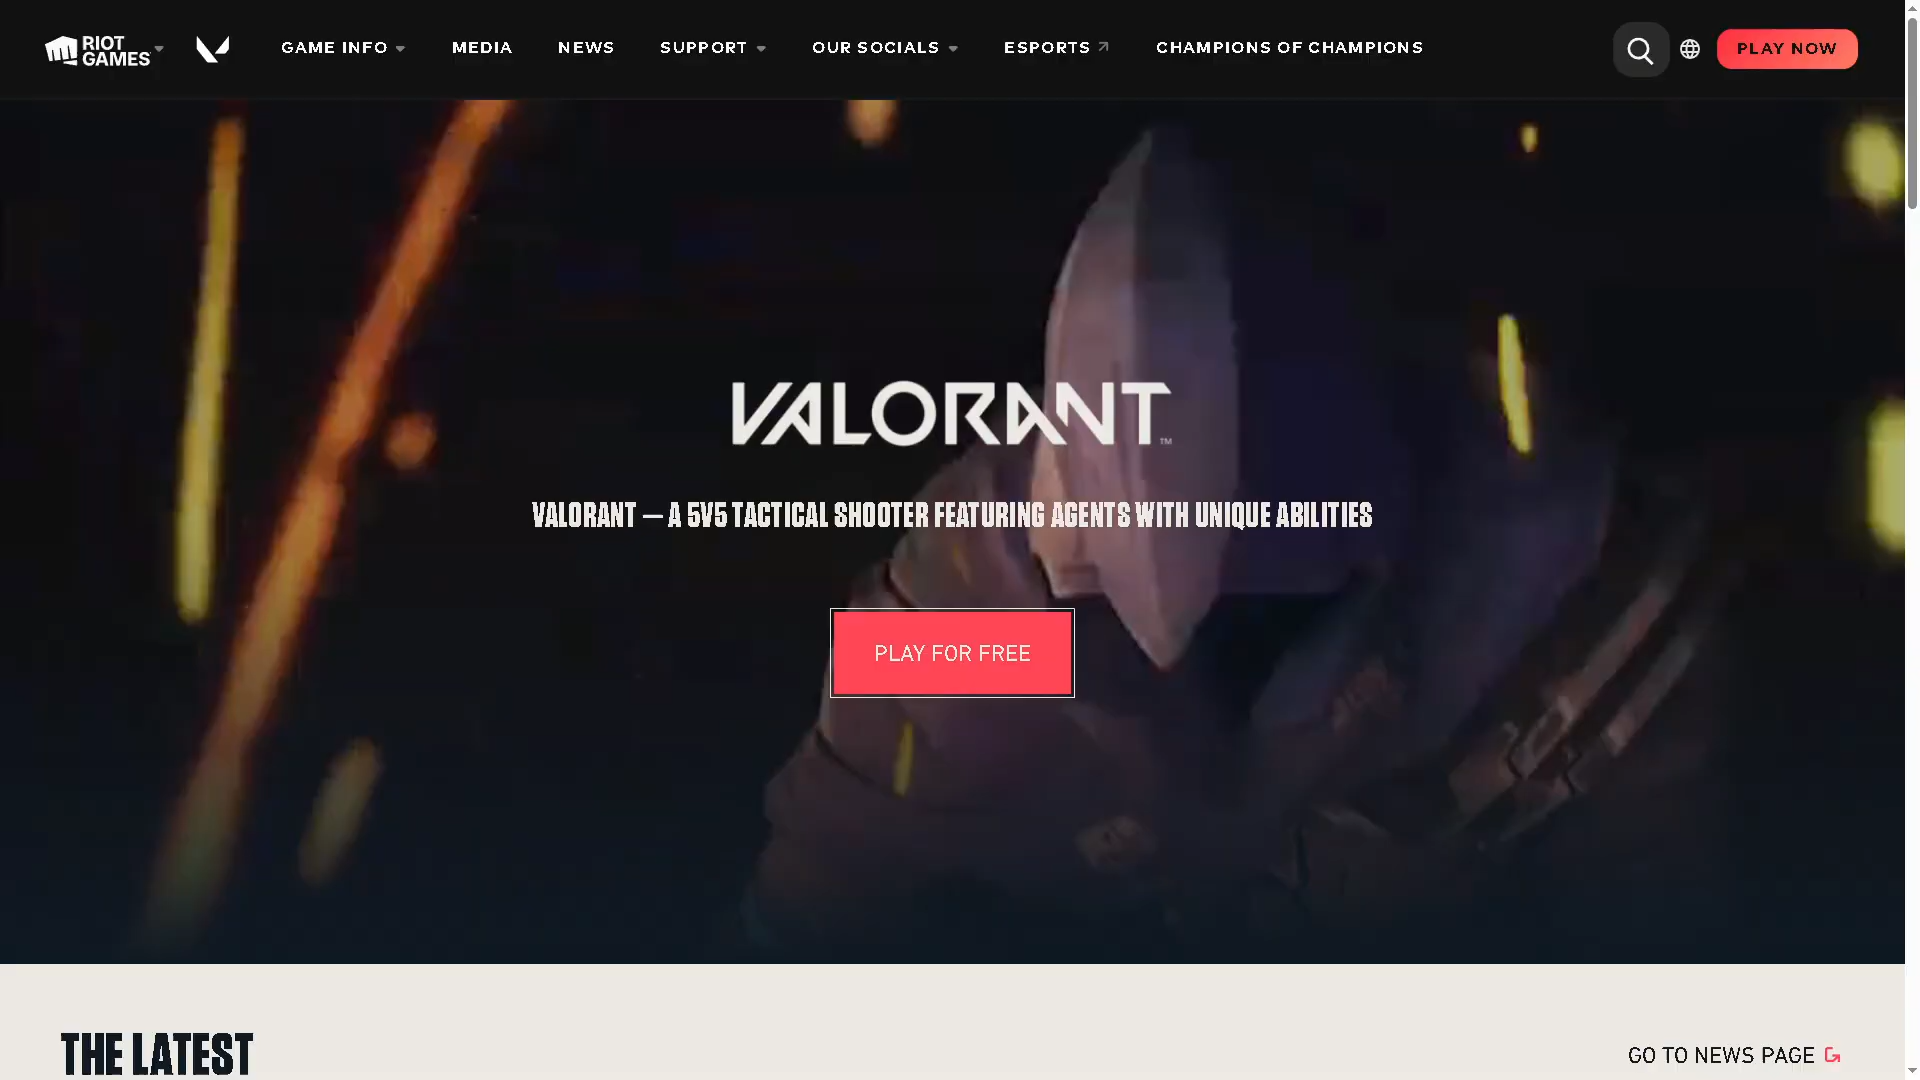 RIOT GAMES
GAME INFO
MEDIA
NEWS
SUPPORT
OUR SOCIALS
ESPORTS
CHAMPIONS OF CHAMPIONS
PLAY NOW
VALORANT™
VALORANT — A 5V5 TACTICAL SHOOTER FEATURING AGENTS WITH UNIQUE ABILITIES
PLAY FOR FREE
THE LATEST
GO TO NEWS PAGE